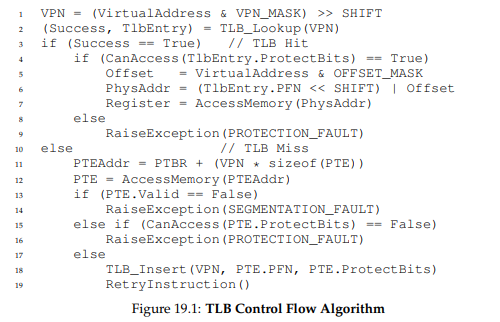 1 VPN = (VirtualAddress & VPN_MASK) >> SHIFT
2 (Success, TlbEntry) = TLB_Lookup(VPN)
3 if (Success == True) // TLB Hit
4 if (CanAccess(TlbEntry.ProtectBits) == True)
5 Offset = VirtualAddress & OFFSET_MASK
6 PhysAddr = (TlbEntry.PFN << SHIFT) | Offset
7 Register = AccessMemory(PhysAddr)
8 else
9 RaiseException(PROTECTION_FAULT)
10 else // TLB Miss
11 PTEAddr = PTBR + (VPN * sizeof(PTE))
12 PTE = AccessMemory(PTEAddr)
13 if (PTE.Valid == False)
14 RaiseException(SEGMENTATION_FAULT)
15 else if (CanAccess(PTE.ProtectBits) == False)
16 RaiseException(PROTECTION_FAULT)
17 else
18 TLB_Insert(VPN, PTE.PFN, PTE.ProtectBits)
19 RetryInstruction()
Figure 19.1: TLB Control Flow Algorithm